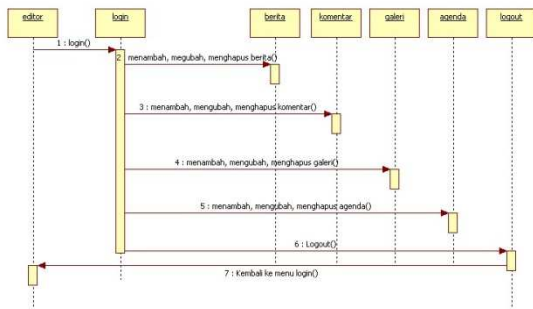 editor login berita komentar galeri agenda logout
1 : login()
2 menambah, megubah, menghapus berita()
3 : menambah, mengubah, menghapus komentar()
4 : menambah, mengubah, menghapus galeri()
5 : menambah, mengubah, menghapus agenda()
6 : Logout()
7 : Kembali ke menu login()